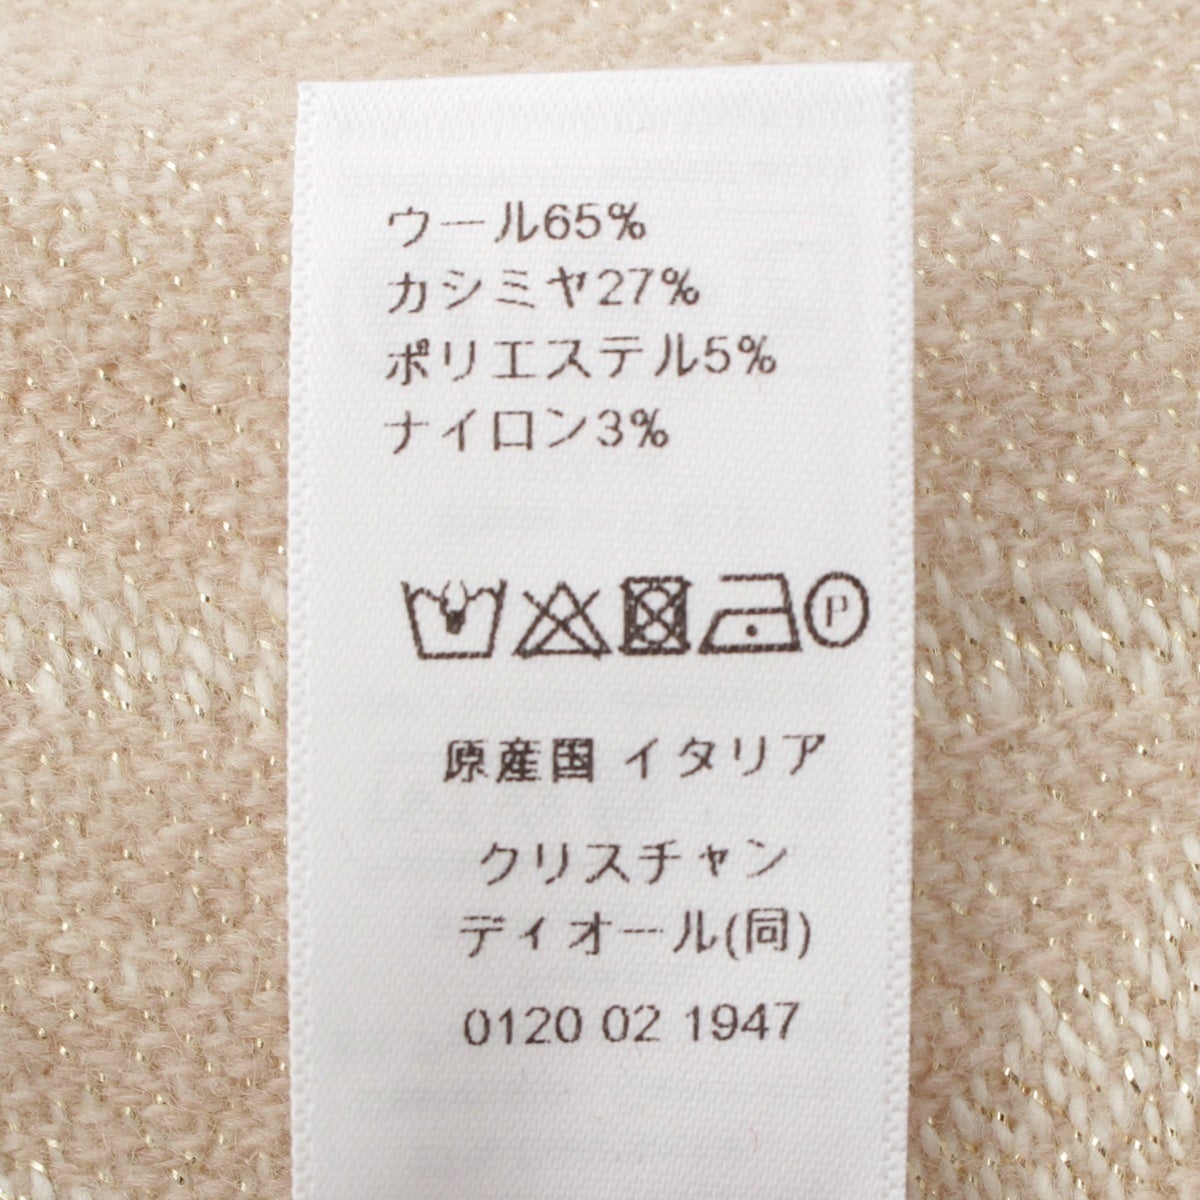 ウール65%
カシミヤ27%
ポリエステル5%
ナイロン3%
P
原産国 イタリア
クリスチャン
ディオール(同)
0120 02 1947